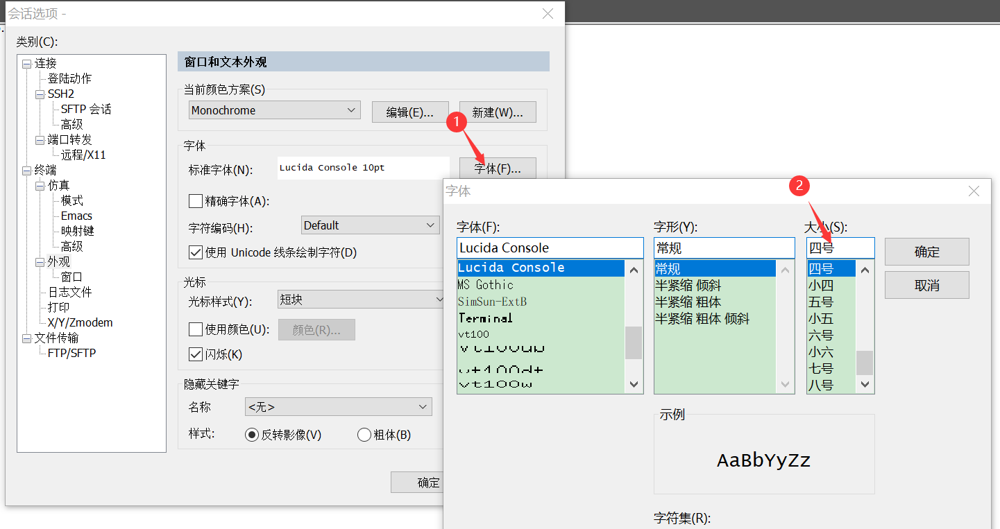 会话选项 -
类别(C):
连接
登陆动作
SSH2
SFTP 会话
高级
端口转发
远程/X11
终端
仿真
模式
Emacs
映射键
高级
外观
窗口
日志文件
打印
X/Y/Zmodem
文件传输
FTP/SFTP
窗口和文本外观
当前颜色方案(S)
Monochrome
编辑(E)...
新建(W)...
1
字体
标准字体(N):
Lucida Console 10pt
字体(F)...
精确字体(A):
字符编码(H):
Default
使用 Unicode 线条绘制字符(D)
光标
光标样式(Y):
短块
使用颜色(U):
颜色(R)...
闪烁(K)
隐藏关键字
名称
<无>
样式:
反转影像(V)
粗体(B)
确定
字体
2
字体(F):
Lucida Console
Lucida Console
MS Gothic
SimSun-ExtB
Terminal
vt100
vt100db
vt100dt
vt100w
字形(Y):
常规
常规
半紧缩 倾斜
半紧缩 粗体
半紧缩 粗体 倾斜
大小(S):
四号
四号
小四
五号
小五
六号
小六
七号
八号
确定
取消
示例
AaBbYyZz
字符集(R):